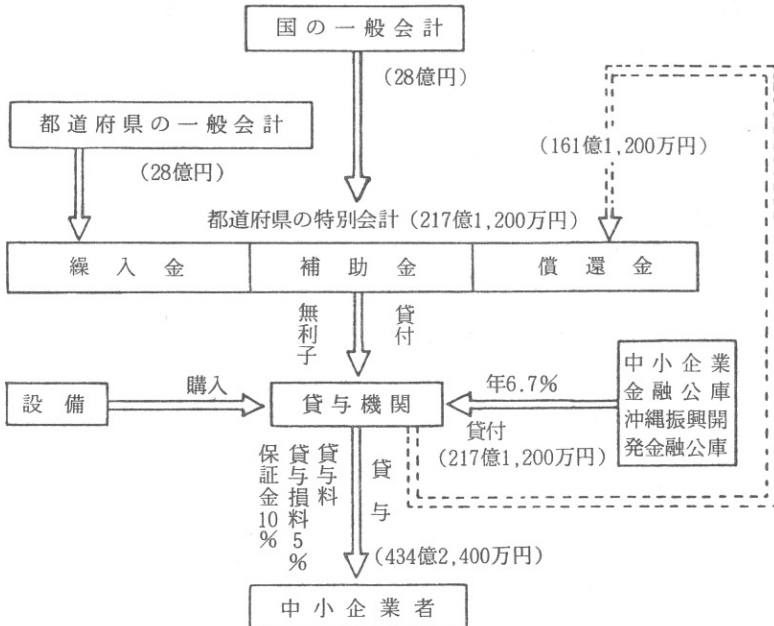 国の一般会計
(28億円)
都道府県の一般会計
(28億円)
(161億1,200万円)
都道府県の特別会計(217億1,200万円)
繰入金
補助金
償還金
無利子
貸付
設備
購入
貸与機関
年6.7%
貸付
(217億1,200万円)
中小企業
金融公庫
沖縄振興開
発金融公庫
貸与
貸与料
貸与損料5%
保証金10%
(434億2,400万円)
中小企業者